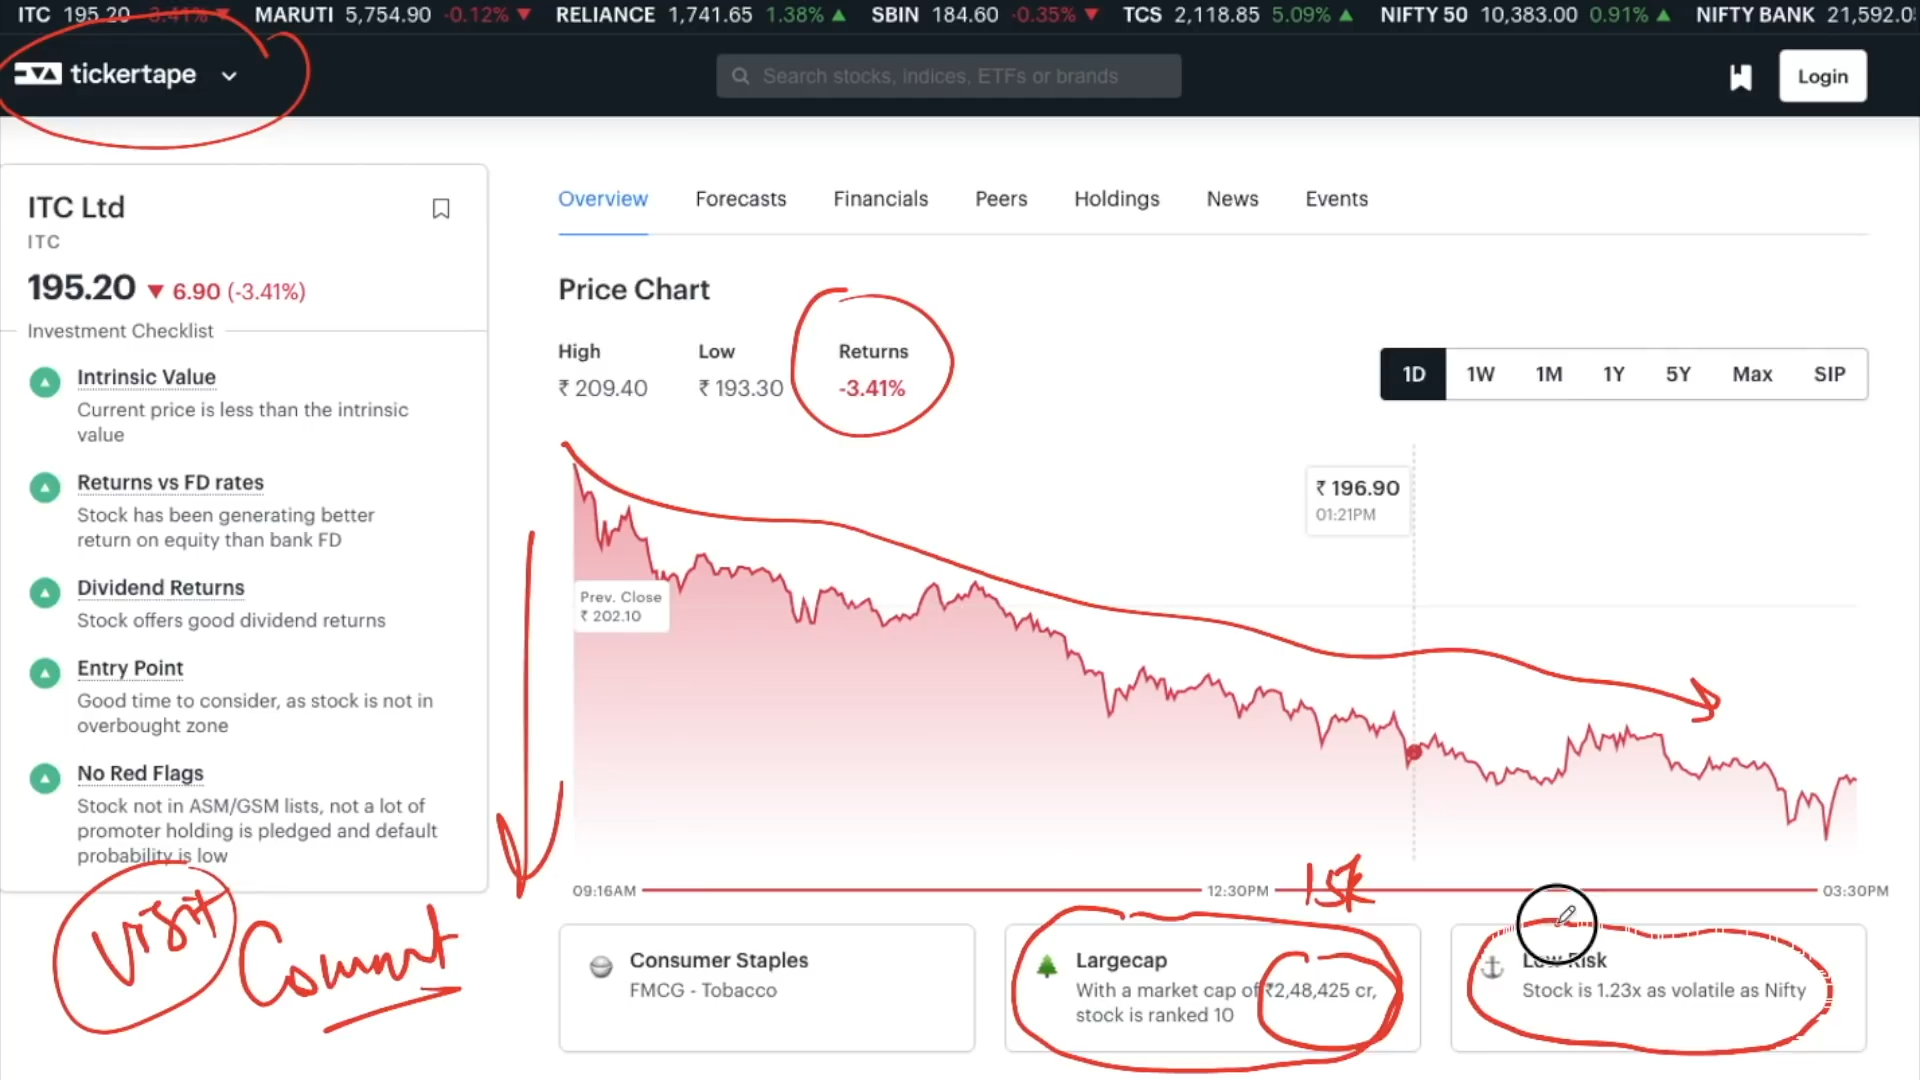 ITC 195.20 -3.41% MARUTI 5,754.90 -0.12% RELIANCE 1,741.65 1.38% SBIN 184.60 -0.35% TCS 2,118.85 5.09% NIFTY 50 10,383.00 0.91% NIFTY BANK 21,592.0
tickertape
Search stocks, indices, ETFs or brands
Login
ITC Ltd
ITC
195.20 ▼ 6.90 (-3.41%)
Investment Checklist
Intrinsic Value
Current price is less than the intrinsic
value
Returns vs FD rates
Stock has been generating better
return on equity than bank FD
Dividend Returns
Stock offers good dividend returns
Entry Point
Good time to consider, as stock is not in
overbought zone
No Red Flags
Stock not in ASM/GSM lists, not a lot of
promoter holding is pledged and default
probability is low
Visit
Overview Forecasts Financials Peers Holdings News Events
Price Chart
High Low Returns
₹ 209.40 ₹ 193.30 -3.41%
1D 1W 1M 1Y 5Y Max SIP
₹ 196.90
01:21PM
Prev. Close
₹ 202.10
15k
09:16AM 12:30PM 03:30PM
Consumer Staples
FMCG - Tobacco
Largecap
With a market cap of ₹2,48,425 cr,
stock is ranked 10
Low Risk
Stock is 1.23x as volatile as Nifty